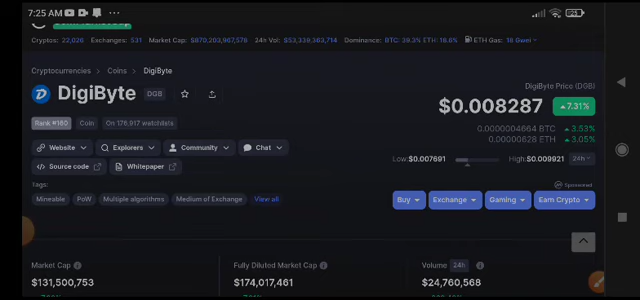 7:25 AM
Cryptos: 22,026 Exchanges: 531 Market Cap: $870,203,967,578 24h Vol: $53,339,363,714 Dominance: BTC: 39.3% ETH: 18.6% ETH Gas: 18 Gwei
Cryptocurrencies > Coins > DigiByte
DigiByte DGB
DigiByte Price (DGB)
$0.008287 7.31%
Rank #160 Coin On 178,917 watchlists
0.0000004664 BTC 3.53%
0.00000628 ETH 3.05%
Website Explorers Community Chat
Low: $0.007691 High: $0.009921 24h
Source code Whitepaper
Tags:
Sponsored
Mineable PoW Multiple algorithms Medium of Exchange View all
Buy Exchange Gaming Earn Crypto
Market Cap Fully Diluted Market Cap Volume 24h
$131,500,753 $174,017,461 $24,760,568